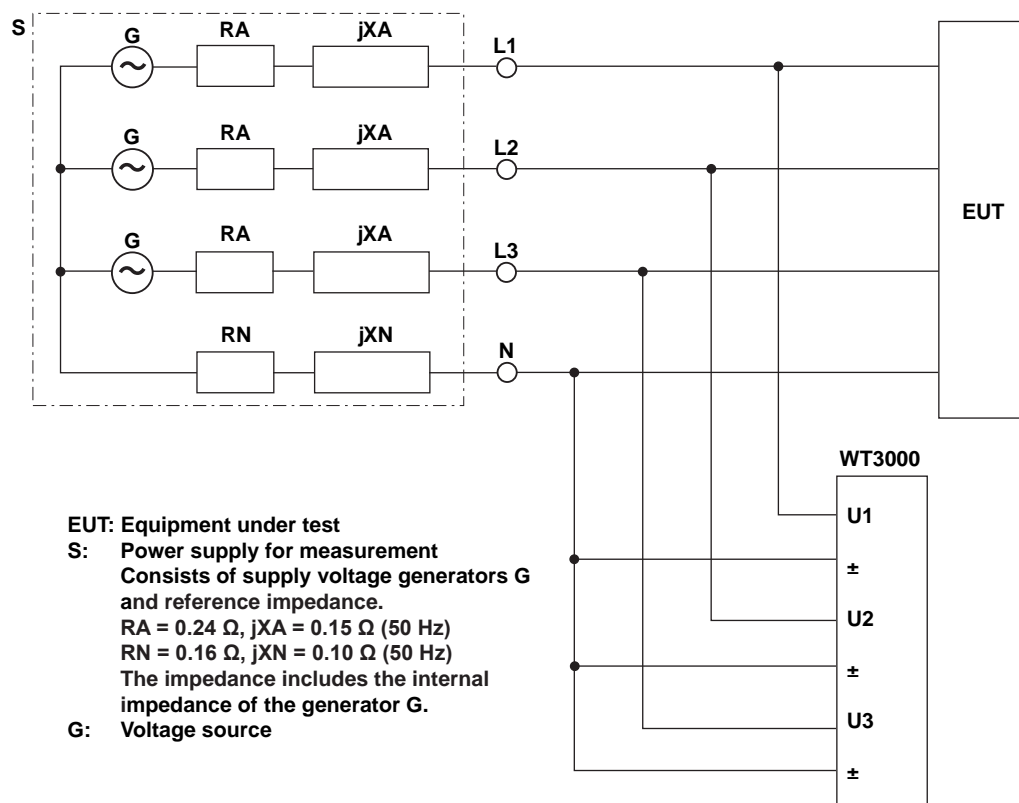 S
G RA jXA L1
G RA jXA L2
G RA jXA L3
RN jXN N
EUT
WT3000
U1
±
U2
±
U3
±
EUT: Equipment under test
S: Power supply for measurement
Consists of supply voltage generators G
and reference impedance.
RA = 0.24 Ω, jXA = 0.15 Ω (50 Hz)
RN = 0.16 Ω, jXN = 0.10 Ω (50 Hz)
The impedance includes the internal
impedance of the generator G.
G: Voltage source